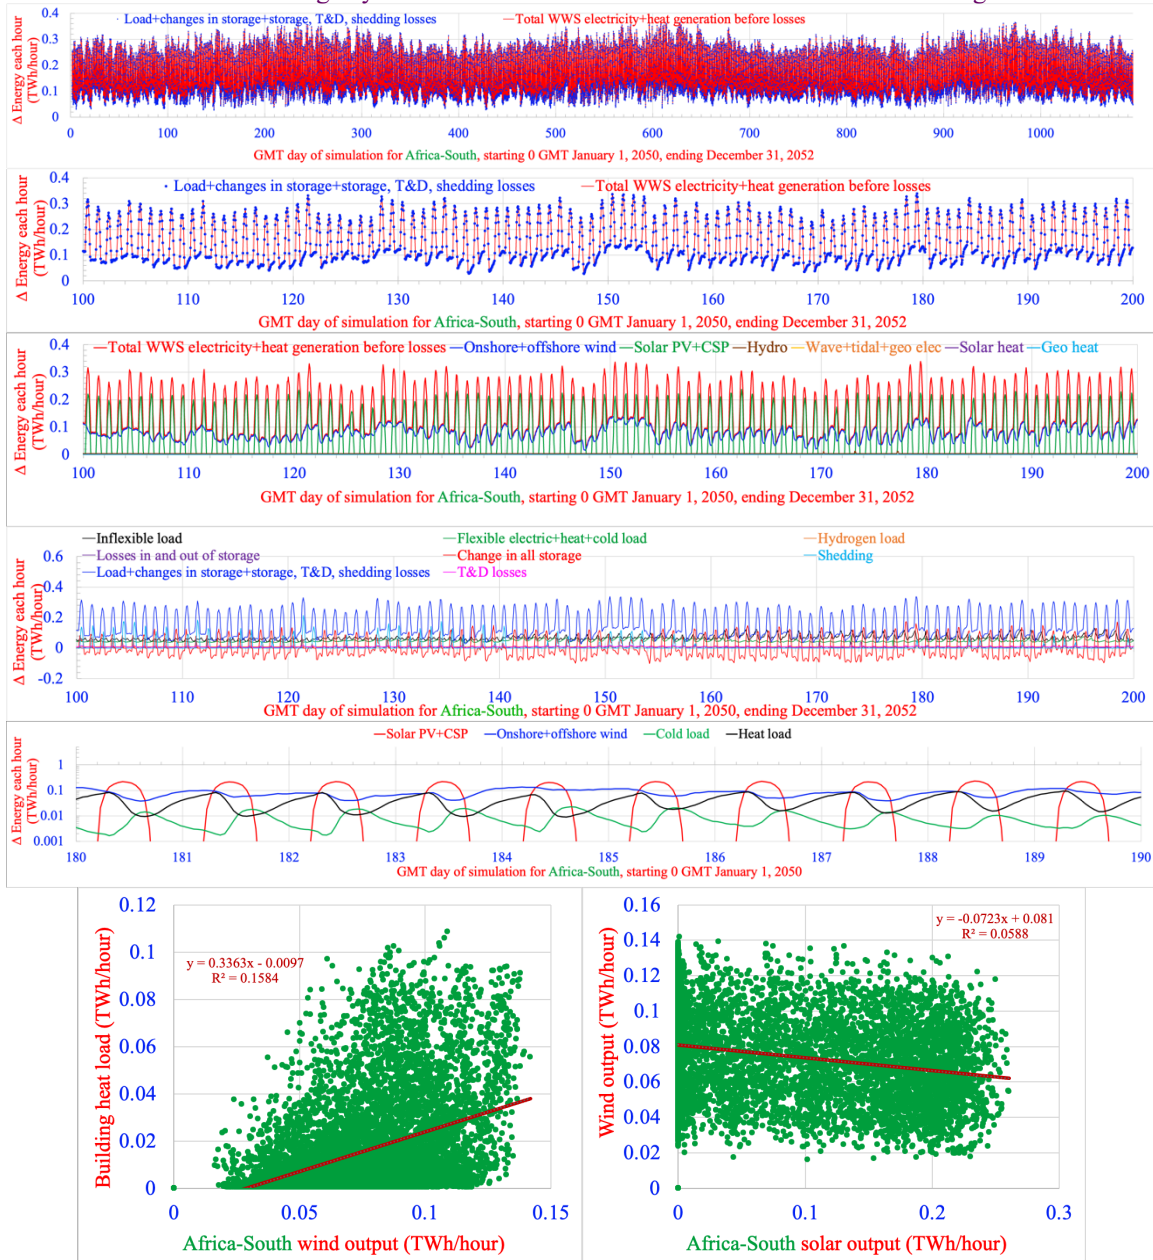 Load+changes in storage+storage, T&D, shedding losses —Total WWS electricity+heat generation before losses
Δ Energy each hour
(TWh/hour)
0.4
0.3
0.2
0.1
0
0 100 200 300 400 500 600 700 800 900 1000
GMT day of simulation for Africa-South, starting 0 GMT January 1, 2050, ending December 31, 2052
Load+changes in storage+storage, T&D, shedding losses —Total WWS electricity+heat generation before losses
Δ Energy each hour
(TWh/hour)
0.4
0.3
0.2
0.1
0
100 110 120 130 140 150 160 170 180 190 200
GMT day of simulation for Africa-South, starting 0 GMT January 1, 2050, ending December 31, 2052
—Total WWS electricity+heat generation before losses —Onshore+offshore wind —Solar PV+CSP —Hydro —Wave+tidal+geo elec —Solar heat —Geo heat
Δ Energy each hour
(TWh/hour)
0.4
0.3
0.2
0.1
0
100 110 120 130 140 150 160 170 180 190 200
GMT day of simulation for Africa-South, starting 0 GMT January 1, 2050, ending December 31, 2052
—Inflexible load —Flexible electric+heat+cold load —Hydrogen load
—Losses in and out of storage —Change in all storage —Shedding
—Load+changes in storage+storage, T&D, shedding losses —T&D losses
Δ Energy each hour
(TWh/hour)
0.6
0.4
0.2
0
-0.2
100 110 120 130 140 150 160 170 180 190 200
GMT day of simulation for Africa-South, starting 0 GMT January 1, 2050, ending December 31, 2052
—Solar PV+CSP —Onshore+offshore wind —Cold load —Heat load
Δ Energy each hour
(TWh/hour)
1
0.1
0.01
0.001
180 181 182 183 184 185 186 187 188 189 190
GMT day of simulation for Africa-South, starting 0 GMT January 1, 2050
Building heat load (TWh/hour)
0.12
0.1
0.08
0.06
0.04
0.02
0
y = 0.3363x - 0.0097
R² = 0.1584
0 0.05 0.1 0.15
Africa-South wind output (TWh/hour)
Wind output (TWh/hour)
0.16
0.14
0.12
0.1
0.08
0.06
0.04
0.02
0
y = -0.0723x + 0.081
R² = 0.0588
0 0.1 0.2 0.3
Africa-South solar output (TWh/hour)